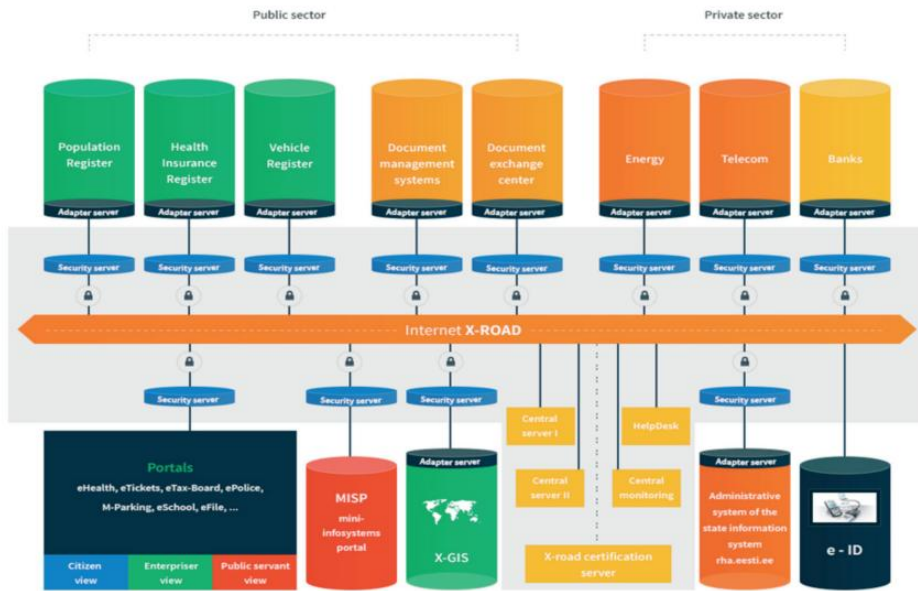 Public sector
Private sector
Population
Register
Health
Insurance
Register
Vehicle
Register
Document
management
systems
Document
exchange
center
Energy
Telecom
Banks
Adapter server
Adapter server
Adapter server
Adapter server
Adapter server
Adapter server
Adapter server
Adapter server
Security server
Security server
Security server
Security server
Security server
Security server
Security server
Security server
Internet X-ROAD
Security server
Security server
Security server
Security server
Portals
eHealth, eTickets, eTax-Board, ePolice,
M-Parking, eSchool, eFile, ...
Citizen
view
Enterpriser
view
Public servant
view
MISP
mini-
infosystems
portal
Adapter server
X-GIS
Central
server I
Central
server II
HelpDesk
Central
monitoring
X-road certification
server
Adapter server
Administrative
system of the
state information
system
rha.eesti.ee
e - ID